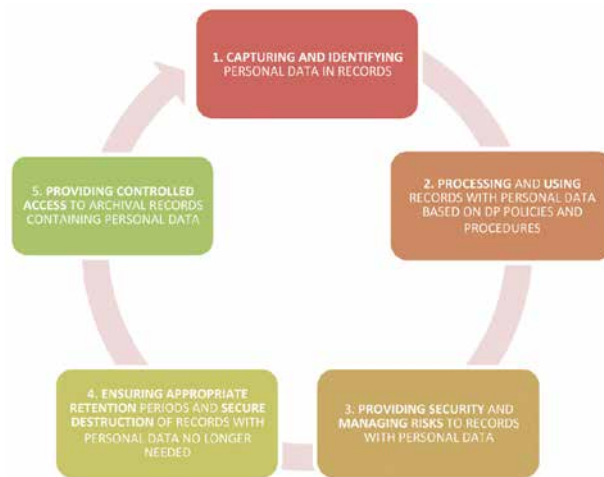 1. CAPTURING AND IDENTIFYING
PERSONAL DATA IN RECORDS
2. PROCESSING AND USING
RECORDS WITH PERSONAL DATA
BASED ON DP POLICIES AND
PROCEDURES
3. PROVIDING SECURITY AND
MANAGING RISKS TO RECORDS
WITH PERSONAL DATA
4. ENSURING APPROPRIATE
RETENTION PERIODS AND SECURE
DESTRUCTION OF RECORDS WITH
PERSONAL DATA NO LONGER
NEEDED
5. PROVIDING CONTROLLED
ACCESS TO ARCHIVAL RECORDS
CONTAINING PERSONAL DATA